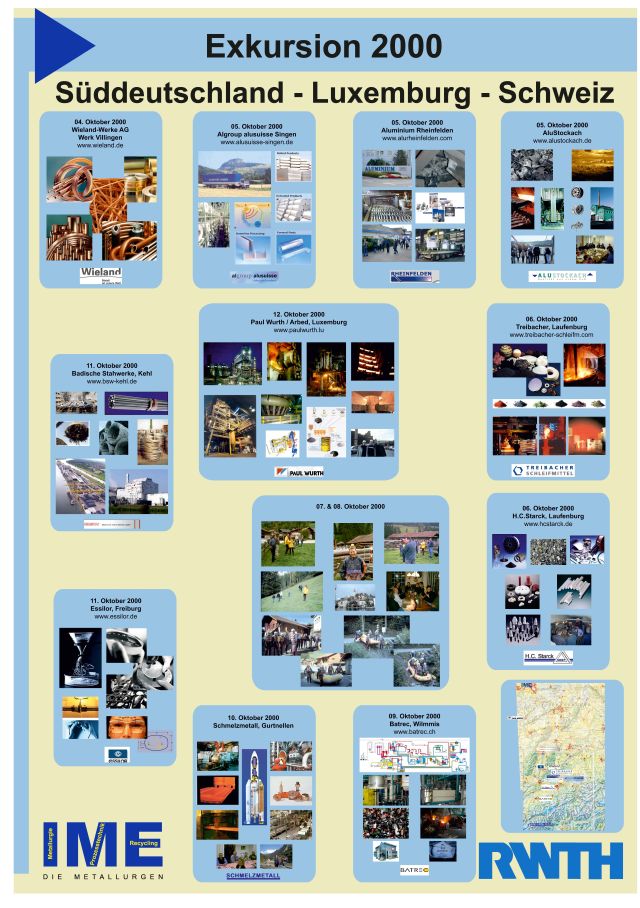 Exkursion 2000
Süddeutschland - Luxemburg - Schweiz
04. Oktober 2000
Wieland-Werke AG
Werk Villingen
www.wieland.de
Wieland
05. Oktober 2000
Algroup alusuisse Singen
www.alusuisse-singen.de
algroup alusuisse
05. Oktober 2000
Aluminium Rheinfelden
www.alurheinfelden.com
ALUMINIUM
RHEINFELDEN
05. Oktober 2000
AluStockach
www.alustockach.de
ALUSTOCKACH
12. Oktober 2000
Paul Wurth / Arbed, Luxemburg
www.paulwurth.lu
PAUL WURTH
06. Oktober 2000
Treibacher, Laufenburg
www.treibacher-schleifm.com
TREIBACHER
SCHLEIFMITTEL
11. Oktober 2000
Badische Stahwerke, Kehl
www.bsw-kehl.de
07. & 08. Oktober 2000
06. Oktober 2000
H.C.Starck, Laufenburg
www.hcstarck.de
H.C. Starck
11. Oktober 2000
Essilor, Freiburg
www.essilor.de
ESSILOR
10. Oktober 2000
Schmelzmetall, Gurtnellen
SCHMELZMETALL
09. Oktober 2000
Batrec, Wilmmis
www.batrec.ch
BATREC
IME
IME
Metallurgie
Prozesstechnik
Recycling
DIE METALLURGEN
RWTH